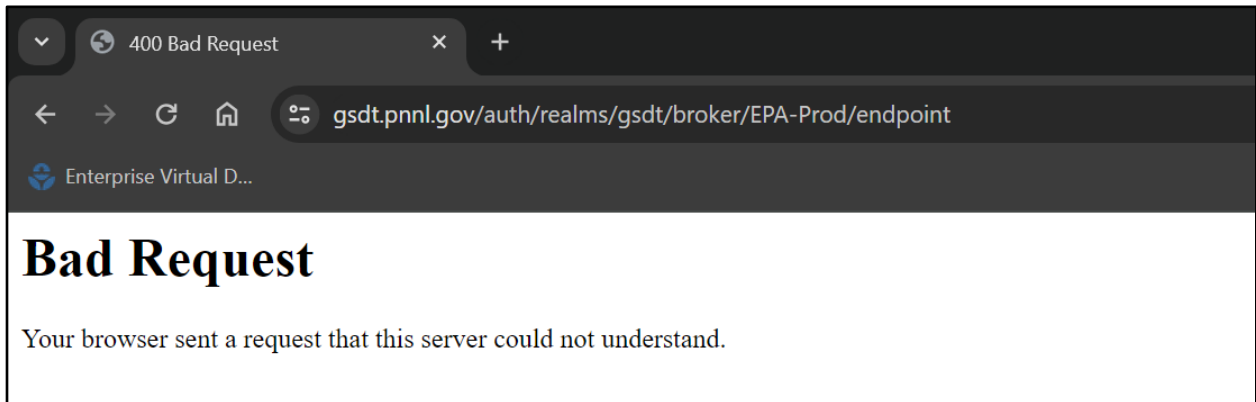 400 Bad Request
gsdt.pnnl.gov/auth/realms/gsdt/broker/EPA-Prod/endpoint
Enterprise Virtual D...
Bad Request
Your browser sent a request that this server could not understand.